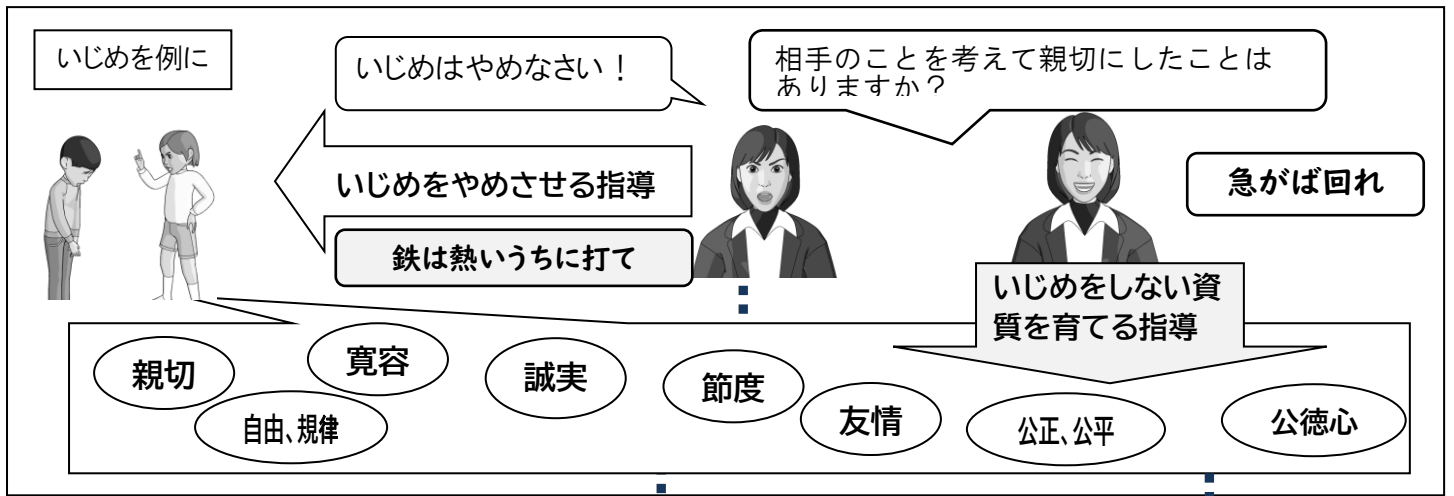 いじめを例に
いじめはやめなさい！
相手のことを考えて親切にしたことは
ありますか？
いじめをやめさせる指導
急がば回れ
鉄は熱いうちに打て
いじめをしない資
質を育てる指導
親切
寛容
誠実
節度
自由、規律
友情
公正、公平
公徳心